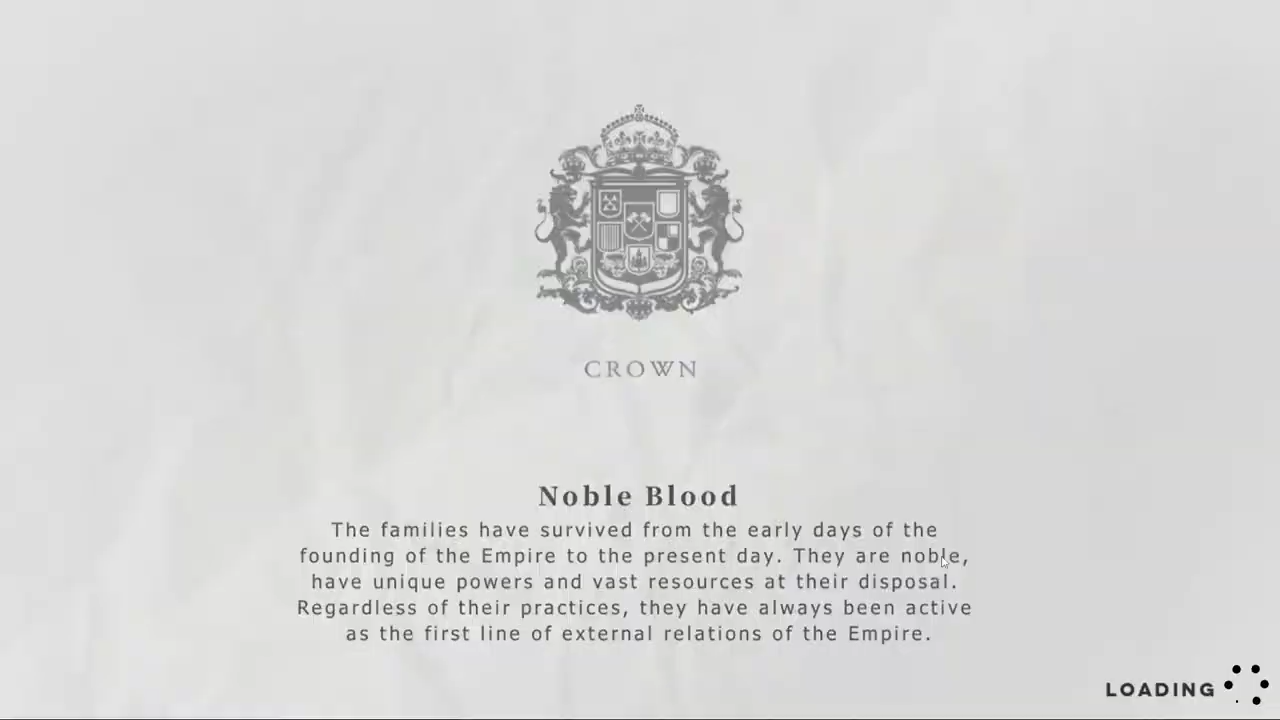 CROWN
Noble Blood
The families have survived from the early days of the
founding of the Empire to the present day. They are noble,
have unique powers and vast resources at their disposal.
Regardless of their practices, they have always been active
as the first line of external relations of the Empire.
LOADING